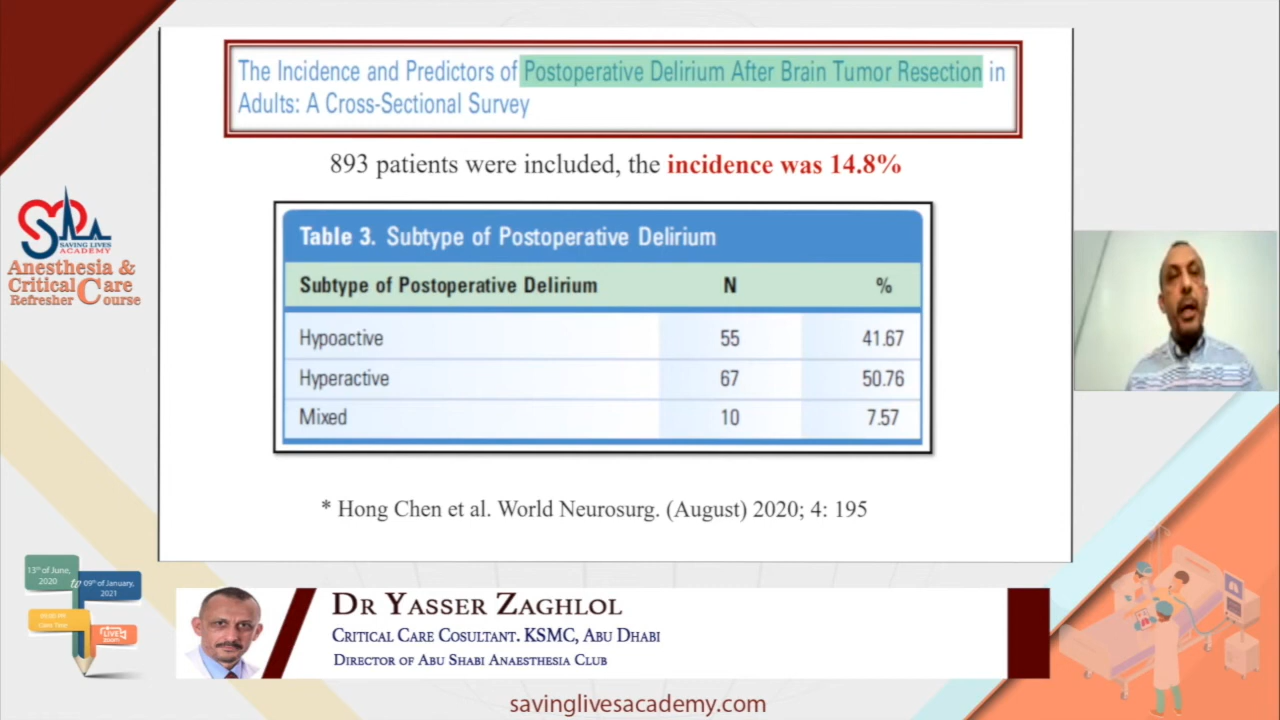 The Incidence and Predictors of Postoperative Delirium After Brain Tumor Resection in
Adults: A Cross-Sectional Survey
893 patients were included, the incidence was 14.8%
Table 3. Subtype of Postoperative Delirium
Subtype of Postoperative Delirium N %
Hypoactive 55 41.67
Hyperactive 67 50.76
Mixed 10 7.57
* Hong Chen et al. World Neurosurg. (August) 2020; 4: 195
SAVING LIVES
ACADEMY
Anesthesia &
Critical Care
Refresher Course
13th of June,
2020
to
09th of January,
2021
LIVE
DR YASSER ZAGHLOL
CRITICAL CARE COSULTANT. KSMC, ABU DHABI
DIRECTOR OF ABU SHABI ANAESTHESIA CLUB
savinglivesacademy.com